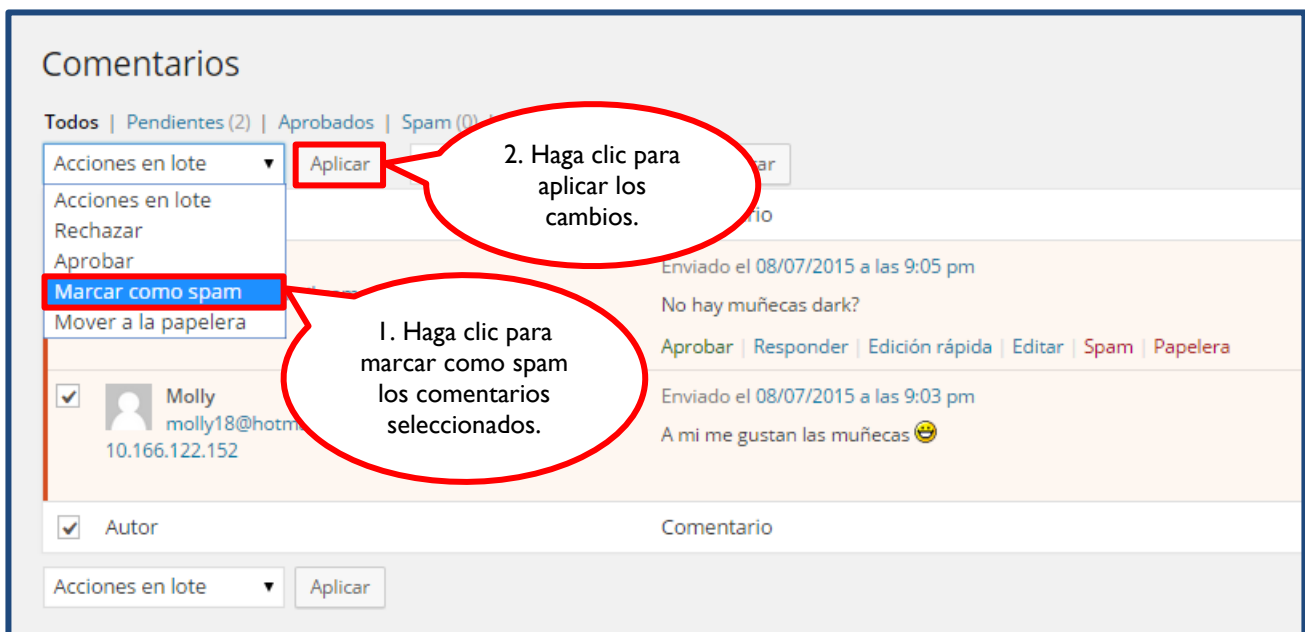 Comentarios
Todos | Pendientes (2) | Aprobados | Spam (0)
Acciones en lote
Aplicar
2. Haga clic para
aplicar los
cambios.
Acciones en lote
Rechazar
Aprobar
Marcar como spam
Mover a la papelera
1. Haga clic para
marcar como spam
los comentarios
seleccionados.
Enviado el 08/07/2015 a las 9:05 pm
No hay muñecas dark?
Aprobar | Responder | Edición rápida | Editar | Spam | Papelera
Molly
10.166.122.152
Enviado el 08/07/2015 a las 9:03 pm
A mi me gustan las muñecas
Autor
Comentario
Acciones en lote
Aplicar